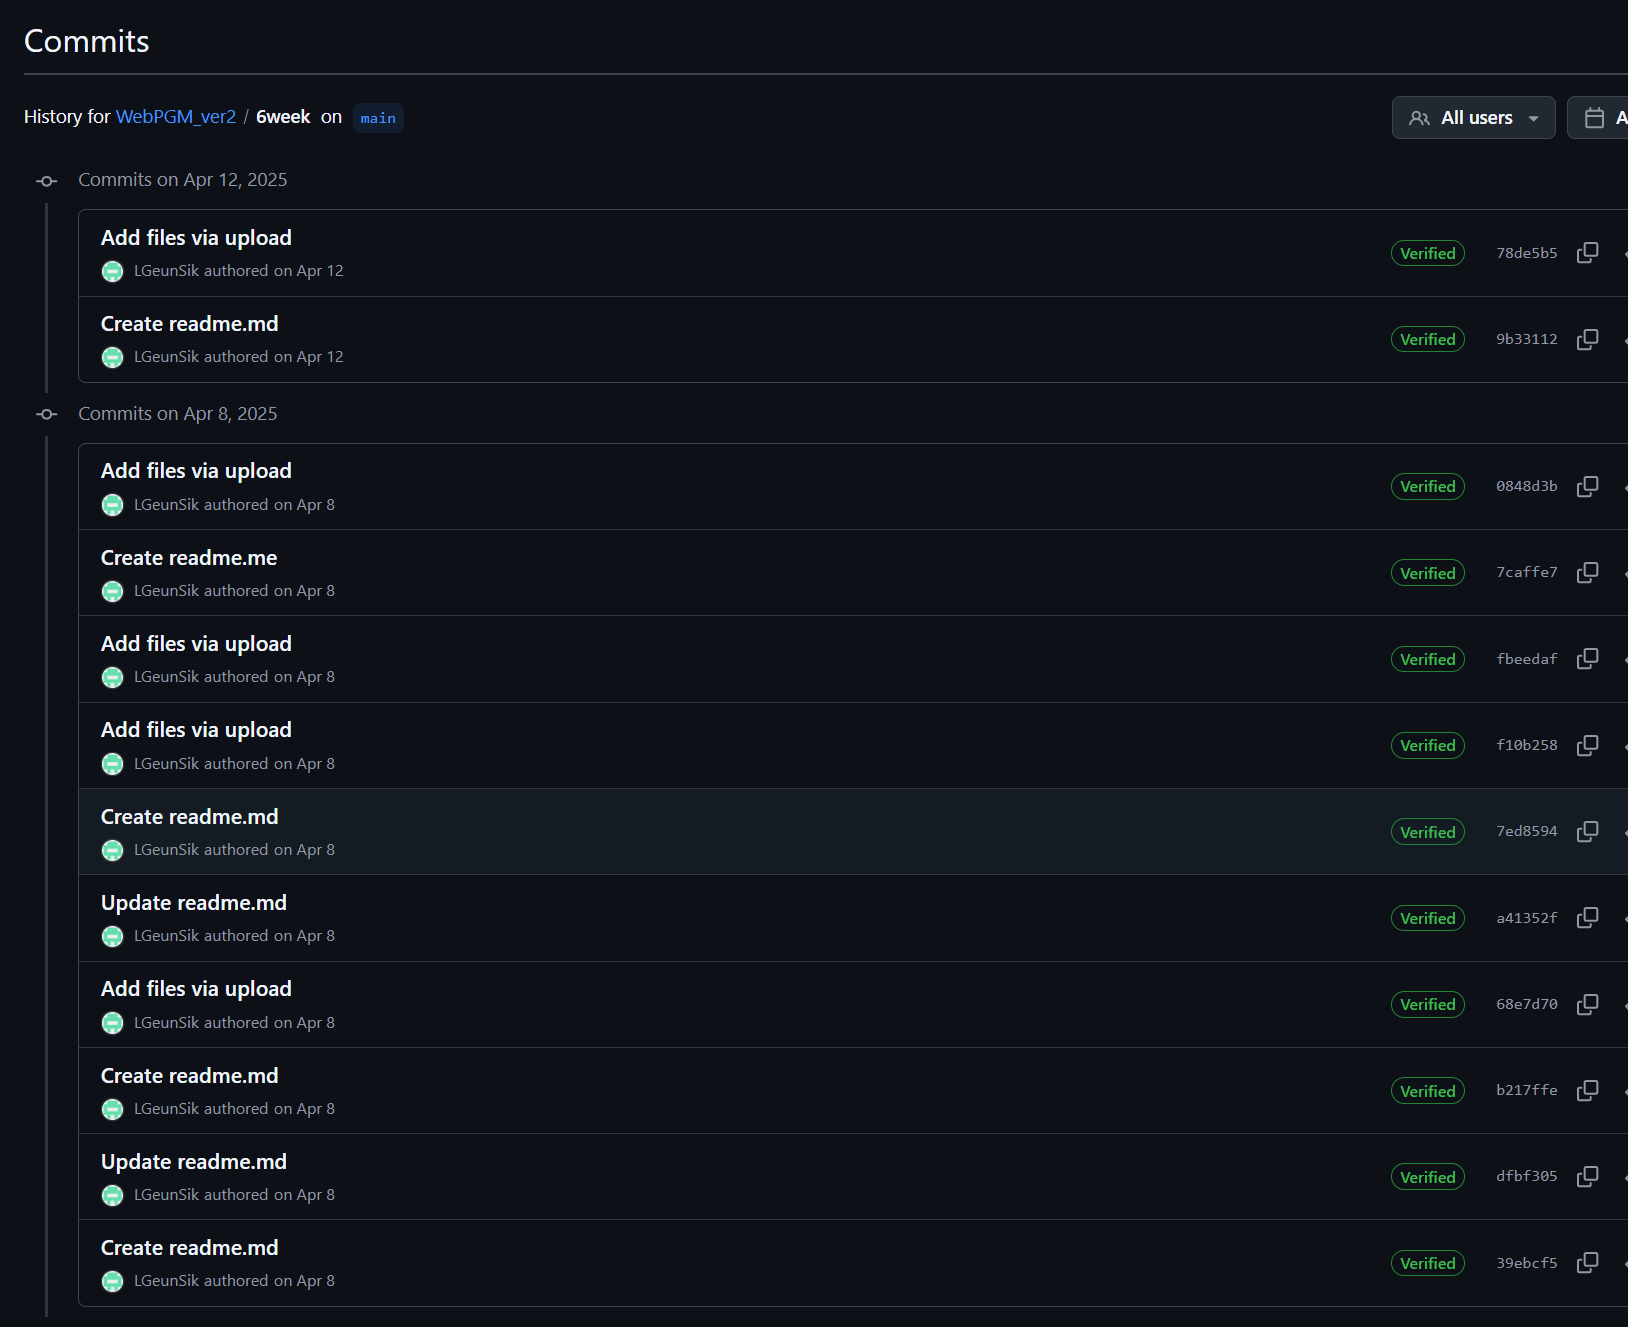 Commits
History for WebPGM_ver2 / 6week on main
All users
A
Commits on Apr 12, 2025
Add files via upload
LGeunSik authored on Apr 12
Verified
78de5b5
Create readme.md
LGeunSik authored on Apr 12
Verified
9b33112
Commits on Apr 8, 2025
Add files via upload
LGeunSik authored on Apr 8
Verified
0848d3b
Create readme.me
LGeunSik authored on Apr 8
Verified
7caffe7
Add files via upload
LGeunSik authored on Apr 8
Verified
fbeedaf
Add files via upload
LGeunSik authored on Apr 8
Verified
f10b258
Create readme.md
LGeunSik authored on Apr 8
Verified
7ed8594
Update readme.md
LGeunSik authored on Apr 8
Verified
a41352f
Add files via upload
LGeunSik authored on Apr 8
Verified
68e7d70
Create readme.md
LGeunSik authored on Apr 8
Verified
b217ffe
Update readme.md
LGeunSik authored on Apr 8
Verified
dfbf305
Create readme.md
LGeunSik authored on Apr 8
Verified
39ebcf5